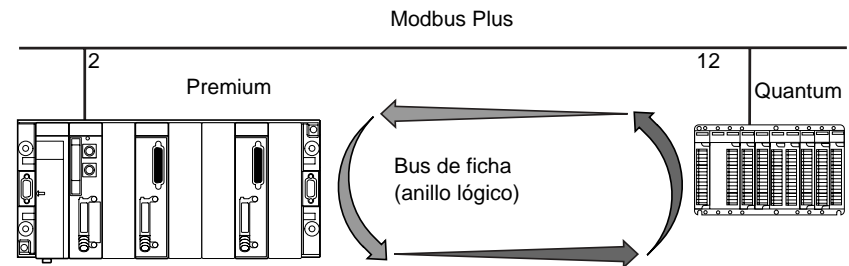 Modbus Plus
2
12
Premium
Quantum
Bus de ficha
(anillo lógico)